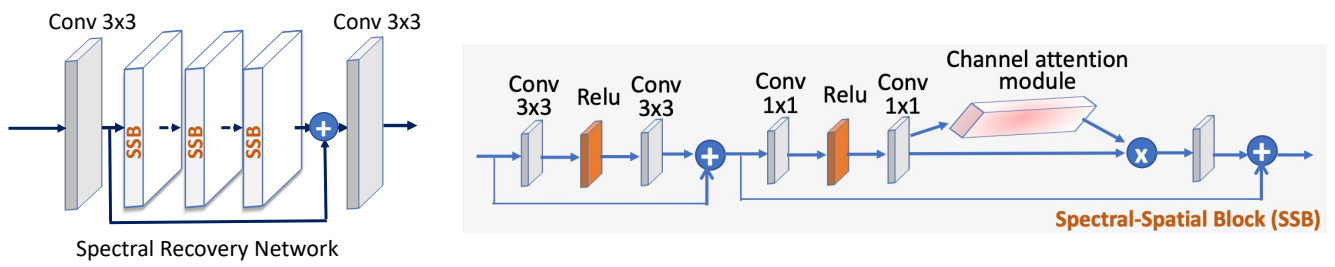 Conv 3x3
Conv 3x3
SSB
SSB
SSB
+
Spectral Recovery Network
Conv
3x3
Relu
Conv
3x3
+
Conv
1x1
Relu
Conv
1x1
Channel attention
module
x
+
Spectral-Spatial Block (SSB)